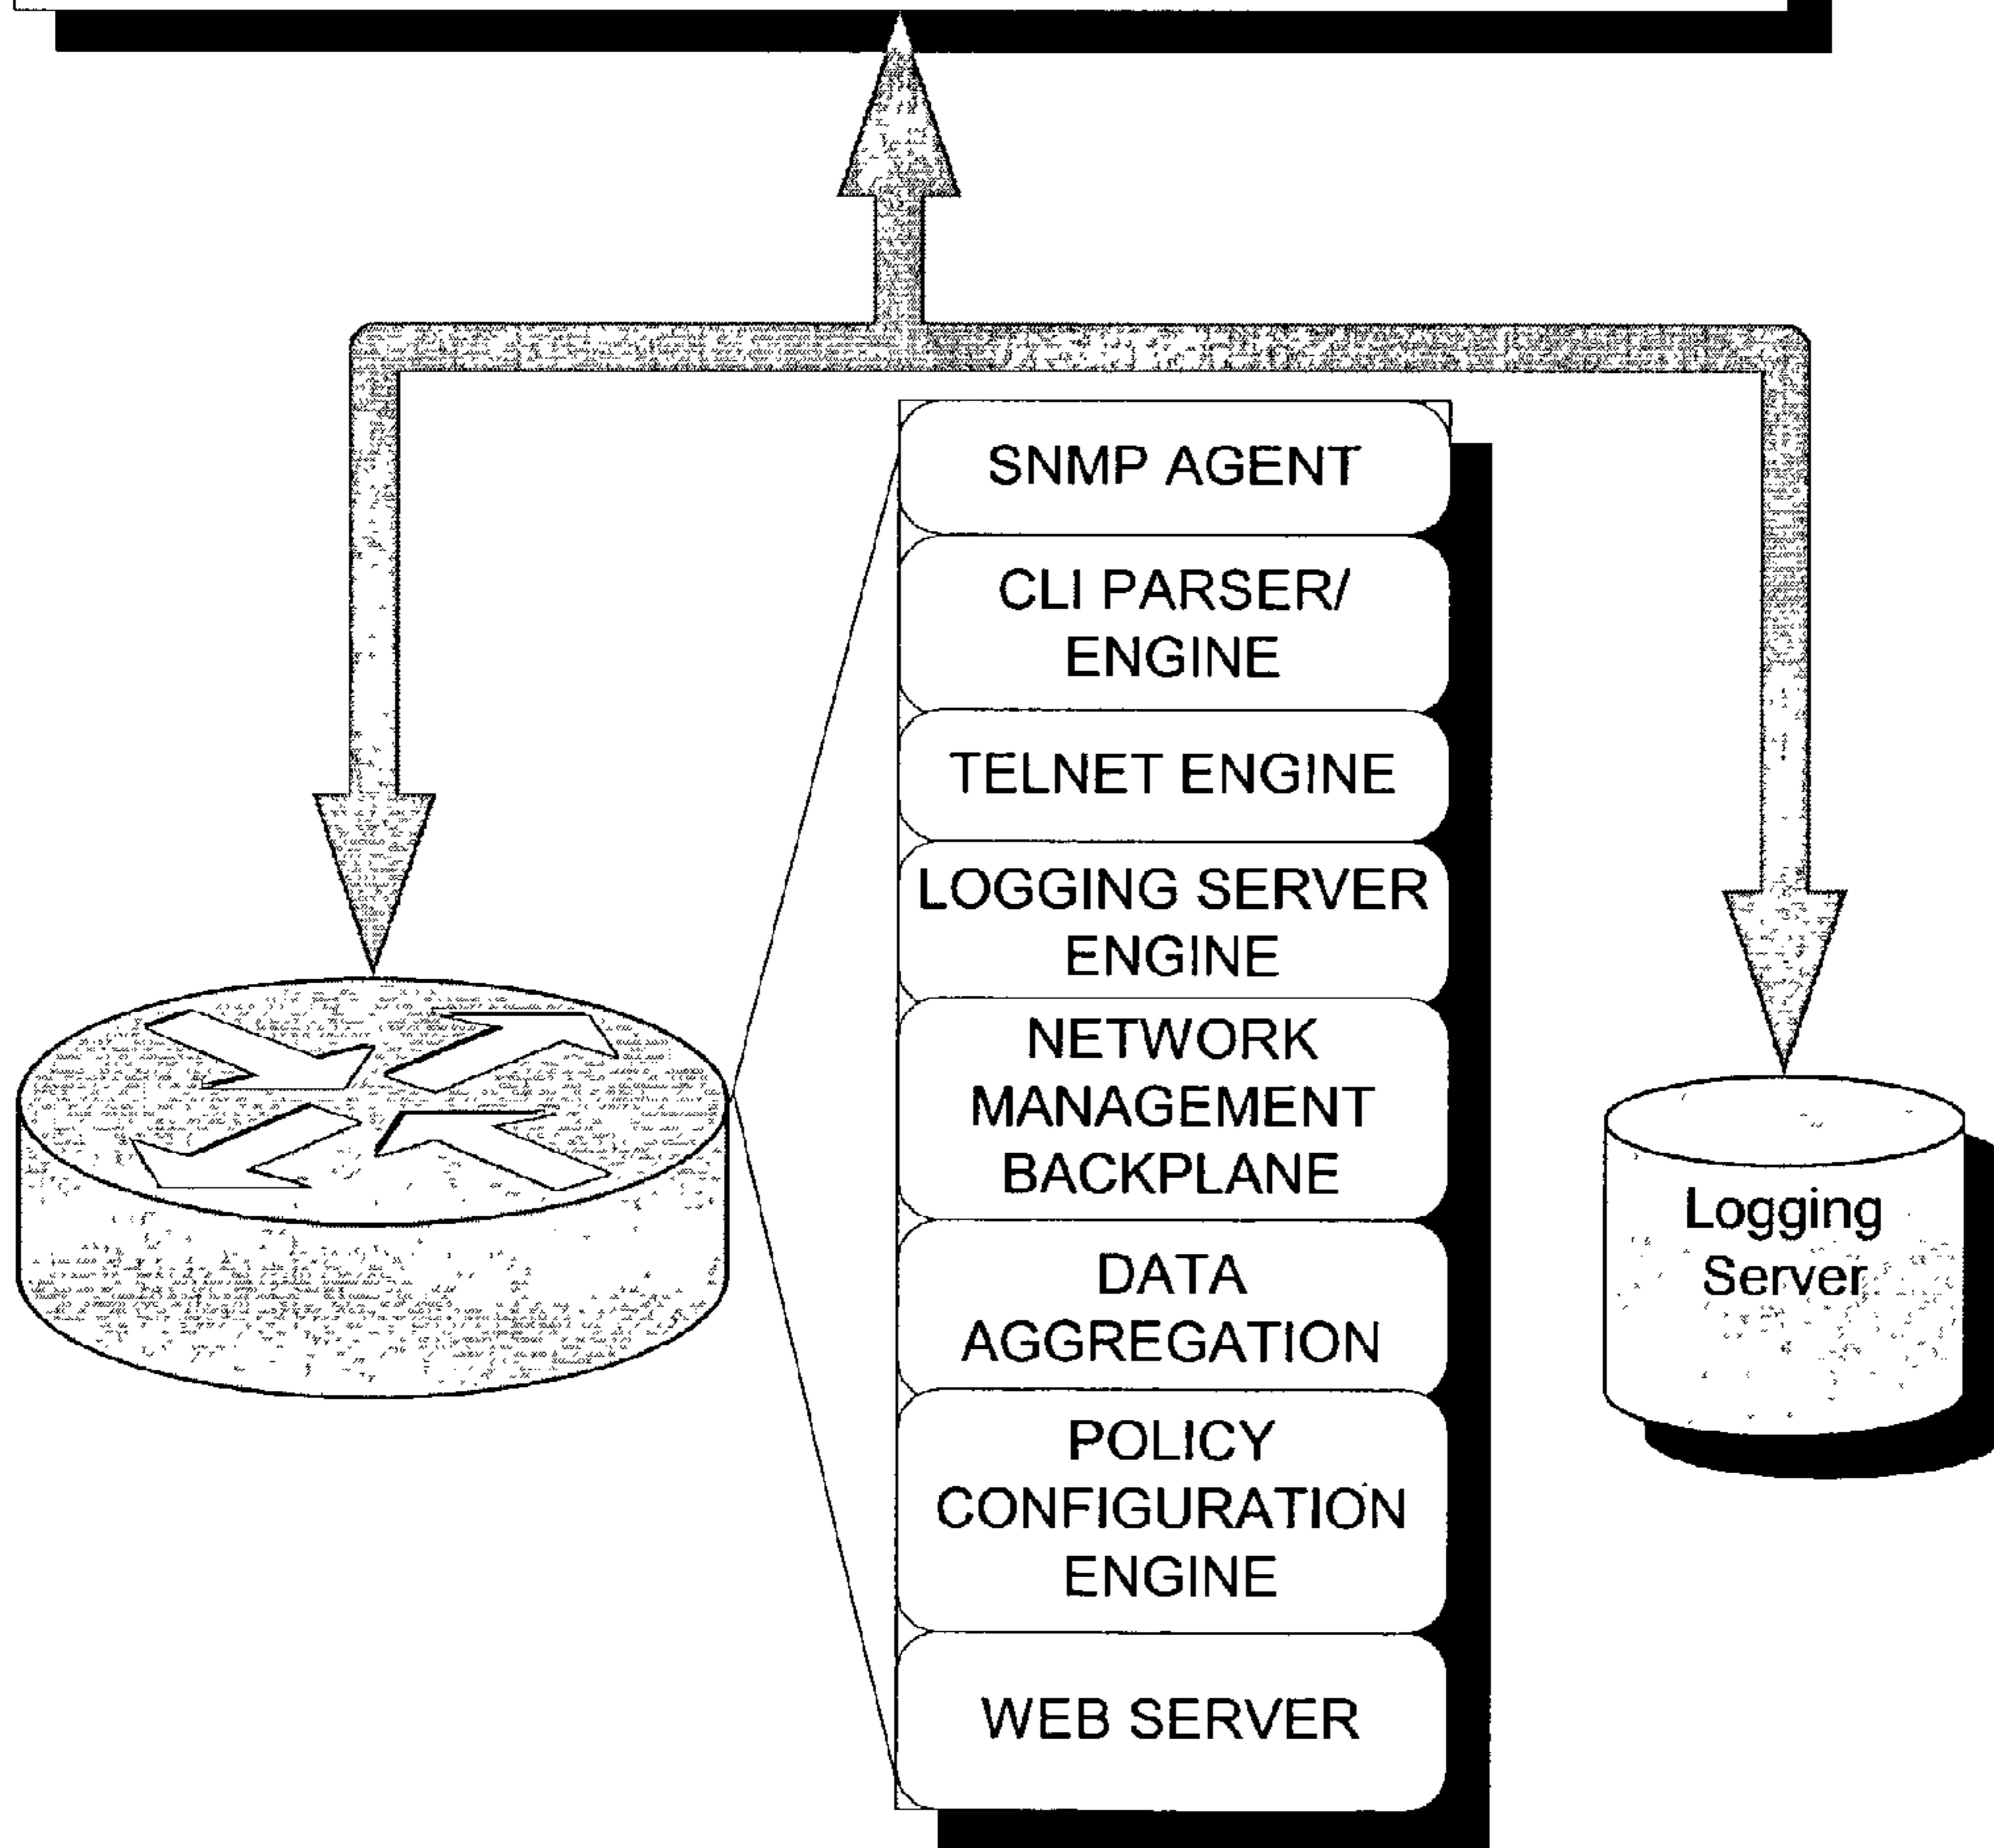 SNMP AGENT
CLI PARSER/
ENGINE
TELNET ENGINE
LOGGING SERVER
ENGINE
NETWORK
MANAGEMENT
BACKPLANE
DATA
AGGREGATION
POLICY
CONFIGURATION
ENGINE
WEB SERVER
Logging
Server